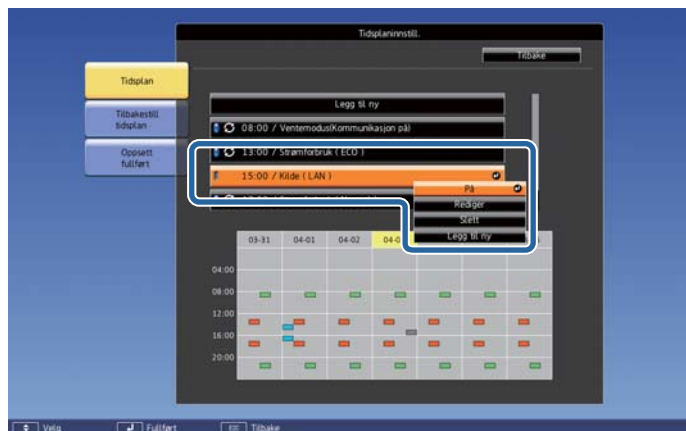 Tidsplaninnstill.
Tilbake
Tidsplan
Tilbakestill
tidsplan
Oppsett
fullført
Legg til ny
08:00 / Ventemodus(Kommunikasjon på)
13:00 / Strømforbruk ( ECO )
15:00 / Kilde ( LAN )
På
Rediger
Slett
Legg til ny
03-31 04-01 04-02
04:00
08:00
12:00
16:00
20:00
Velg Fullført Tilbake